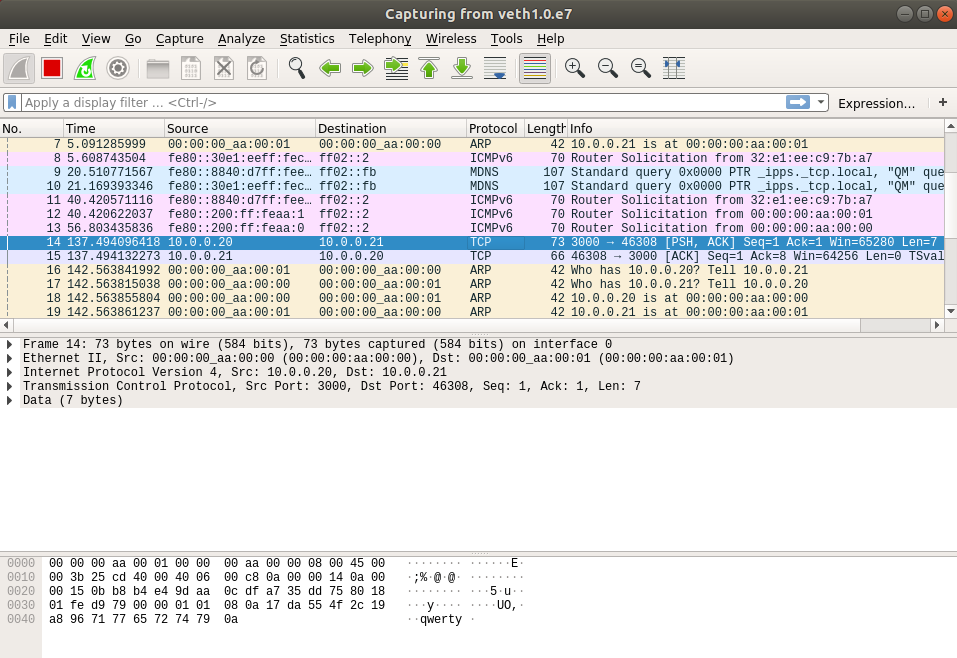 Capturing from veth1.0.e7
File Edit View Go Capture Analyze Statistics Telephony Wireless Tools Help
Apply a display filter … <Ctrl-/> Expression… +
No. Time Source Destination Protocol Length Info
7 5.091285999 00:00:00_aa:00:01 00:00:00_aa:00:00 ARP 42 10.0.0.21 is at 00:00:00:aa:00:01
8 5.608743504 fe80::30e1:eeff:fec… ff02::2 ICMPv6 70 Router Solicitation from 32:e1:ee:c9:7b:a7
9 20.510771567 fe80::8840:d7ff:fee… ff02::fb MDNS 107 Standard query 0x0000 PTR _ipps._tcp.local, "QM" que
10 21.169393346 fe80::30e1:eeff:fec… ff02::fb MDNS 107 Standard query 0x0000 PTR _ipps._tcp.local, "QM" que
11 40.420571116 fe80::8840:d7ff:fee… ff02::2 ICMPv6 70 Router Solicitation from 32:e1:ee:c9:7b:a7
12 40.420622037 fe80::200:ff:feaa:1 ff02::2 ICMPv6 70 Router Solicitation from 00:00:00:aa:00:01
13 56.803435836 fe80::200:ff:feaa:0 ff02::2 ICMPv6 70 Router Solicitation from 00:00:00:aa:00:00
14 137.494096418 10.0.0.20 10.0.0.21 TCP 73 3000 → 46308 [PSH, ACK] Seq=1 Ack=1 Win=65280 Len=7
15 137.494132273 10.0.0.21 10.0.0.20 TCP 66 46308 → 3000 [ACK] Seq=1 Ack=8 Win=64256 Len=0 TSval
16 142.563841992 00:00:00_aa:00:01 00:00:00_aa:00:00 ARP 42 Who has 10.0.0.20? Tell 10.0.0.21
17 142.563815038 00:00:00_aa:00:00 00:00:00_aa:00:01 ARP 42 Who has 10.0.0.21? Tell 10.0.0.20
18 142.563855804 00:00:00_aa:00:00 00:00:00_aa:00:01 ARP 42 10.0.0.20 is at 00:00:00:aa:00:00
19 142.563861237 00:00:00_aa:00:01 00:00:00_aa:00:00 ARP 42 10.0.0.21 is at 00:00:00:aa:00:01
Frame 14: 73 bytes on wire (584 bits), 73 bytes captured (584 bits) on interface 0
Ethernet II, Src: 00:00:00_aa:00:00 (00:00:00:aa:00:00), Dst: 00:00:00_aa:00:01 (00:00:00:aa:00:01)
Internet Protocol Version 4, Src: 10.0.0.20, Dst: 10.0.0.21
Transmission Control Protocol, Src Port: 3000, Dst Port: 46308, Seq: 1, Ack: 1, Len: 7
Data (7 bytes)
0000 00 00 00 aa 00 01 00 00 00 aa 00 00 08 00 45 00 ········ ······E·
0010 00 3b 25 cd 40 00 40 06 00 c8 0a 00 00 14 0a 00 ·;%·@·@· ········
0020 00 15 0b b8 b4 e4 9d aa 0c df a7 35 dd 75 80 18 ········ ···5·u··
0030 01 fe d9 79 00 00 01 01 08 0a 17 da 55 4f 2c 19 ···y···· ····UO,·
0040 a8 96 71 77 65 72 74 79 0a ··qwerty ·